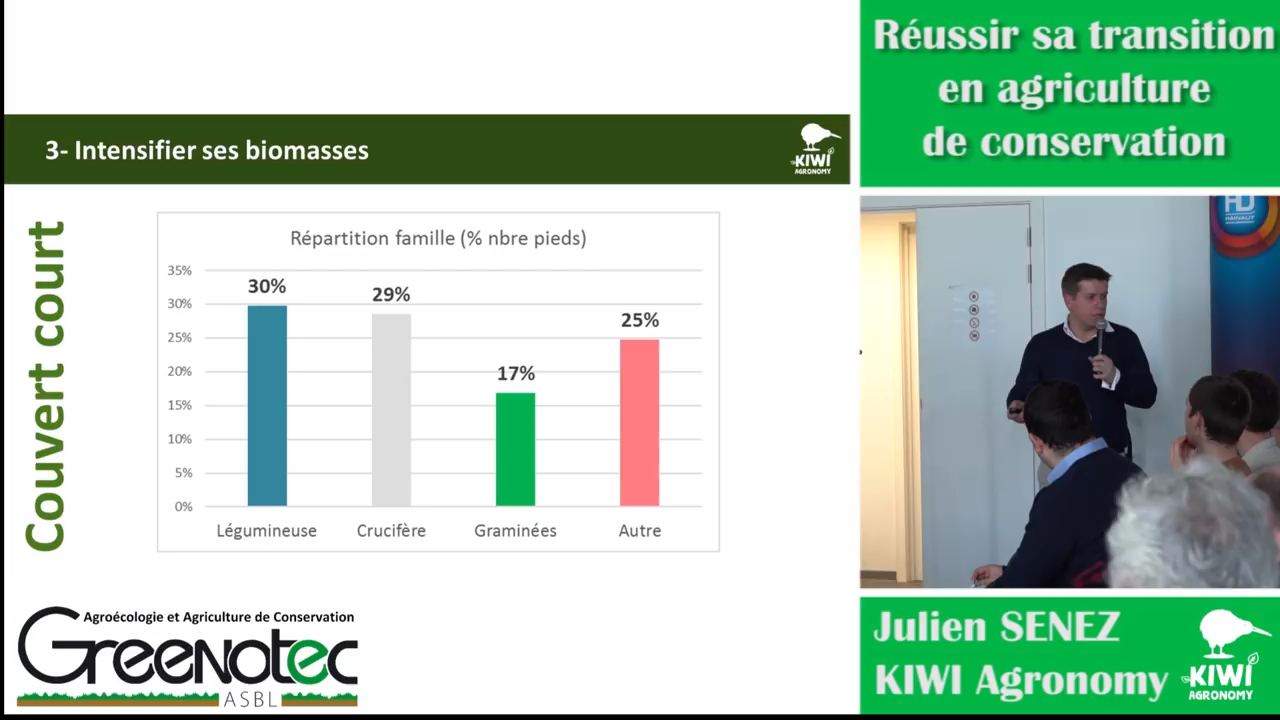 Réussir sa transition
en agriculture
de conservation
3- Intensifier ses biomasses
KIWI
AGRONOMY
Couvert court
Répartition famille (% nbre pieds)
35%
30%
25%
20%
15%
10%
5%
0%
30%
29%
17%
25%
Légumineuse
Crucifère
Graminées
Autre
HAINAUT
Agroécologie et Agriculture de Conservation
Greenotec
ASBL
Julien SENEZ
KIWI Agronomy
KIWI
AGRONOMY